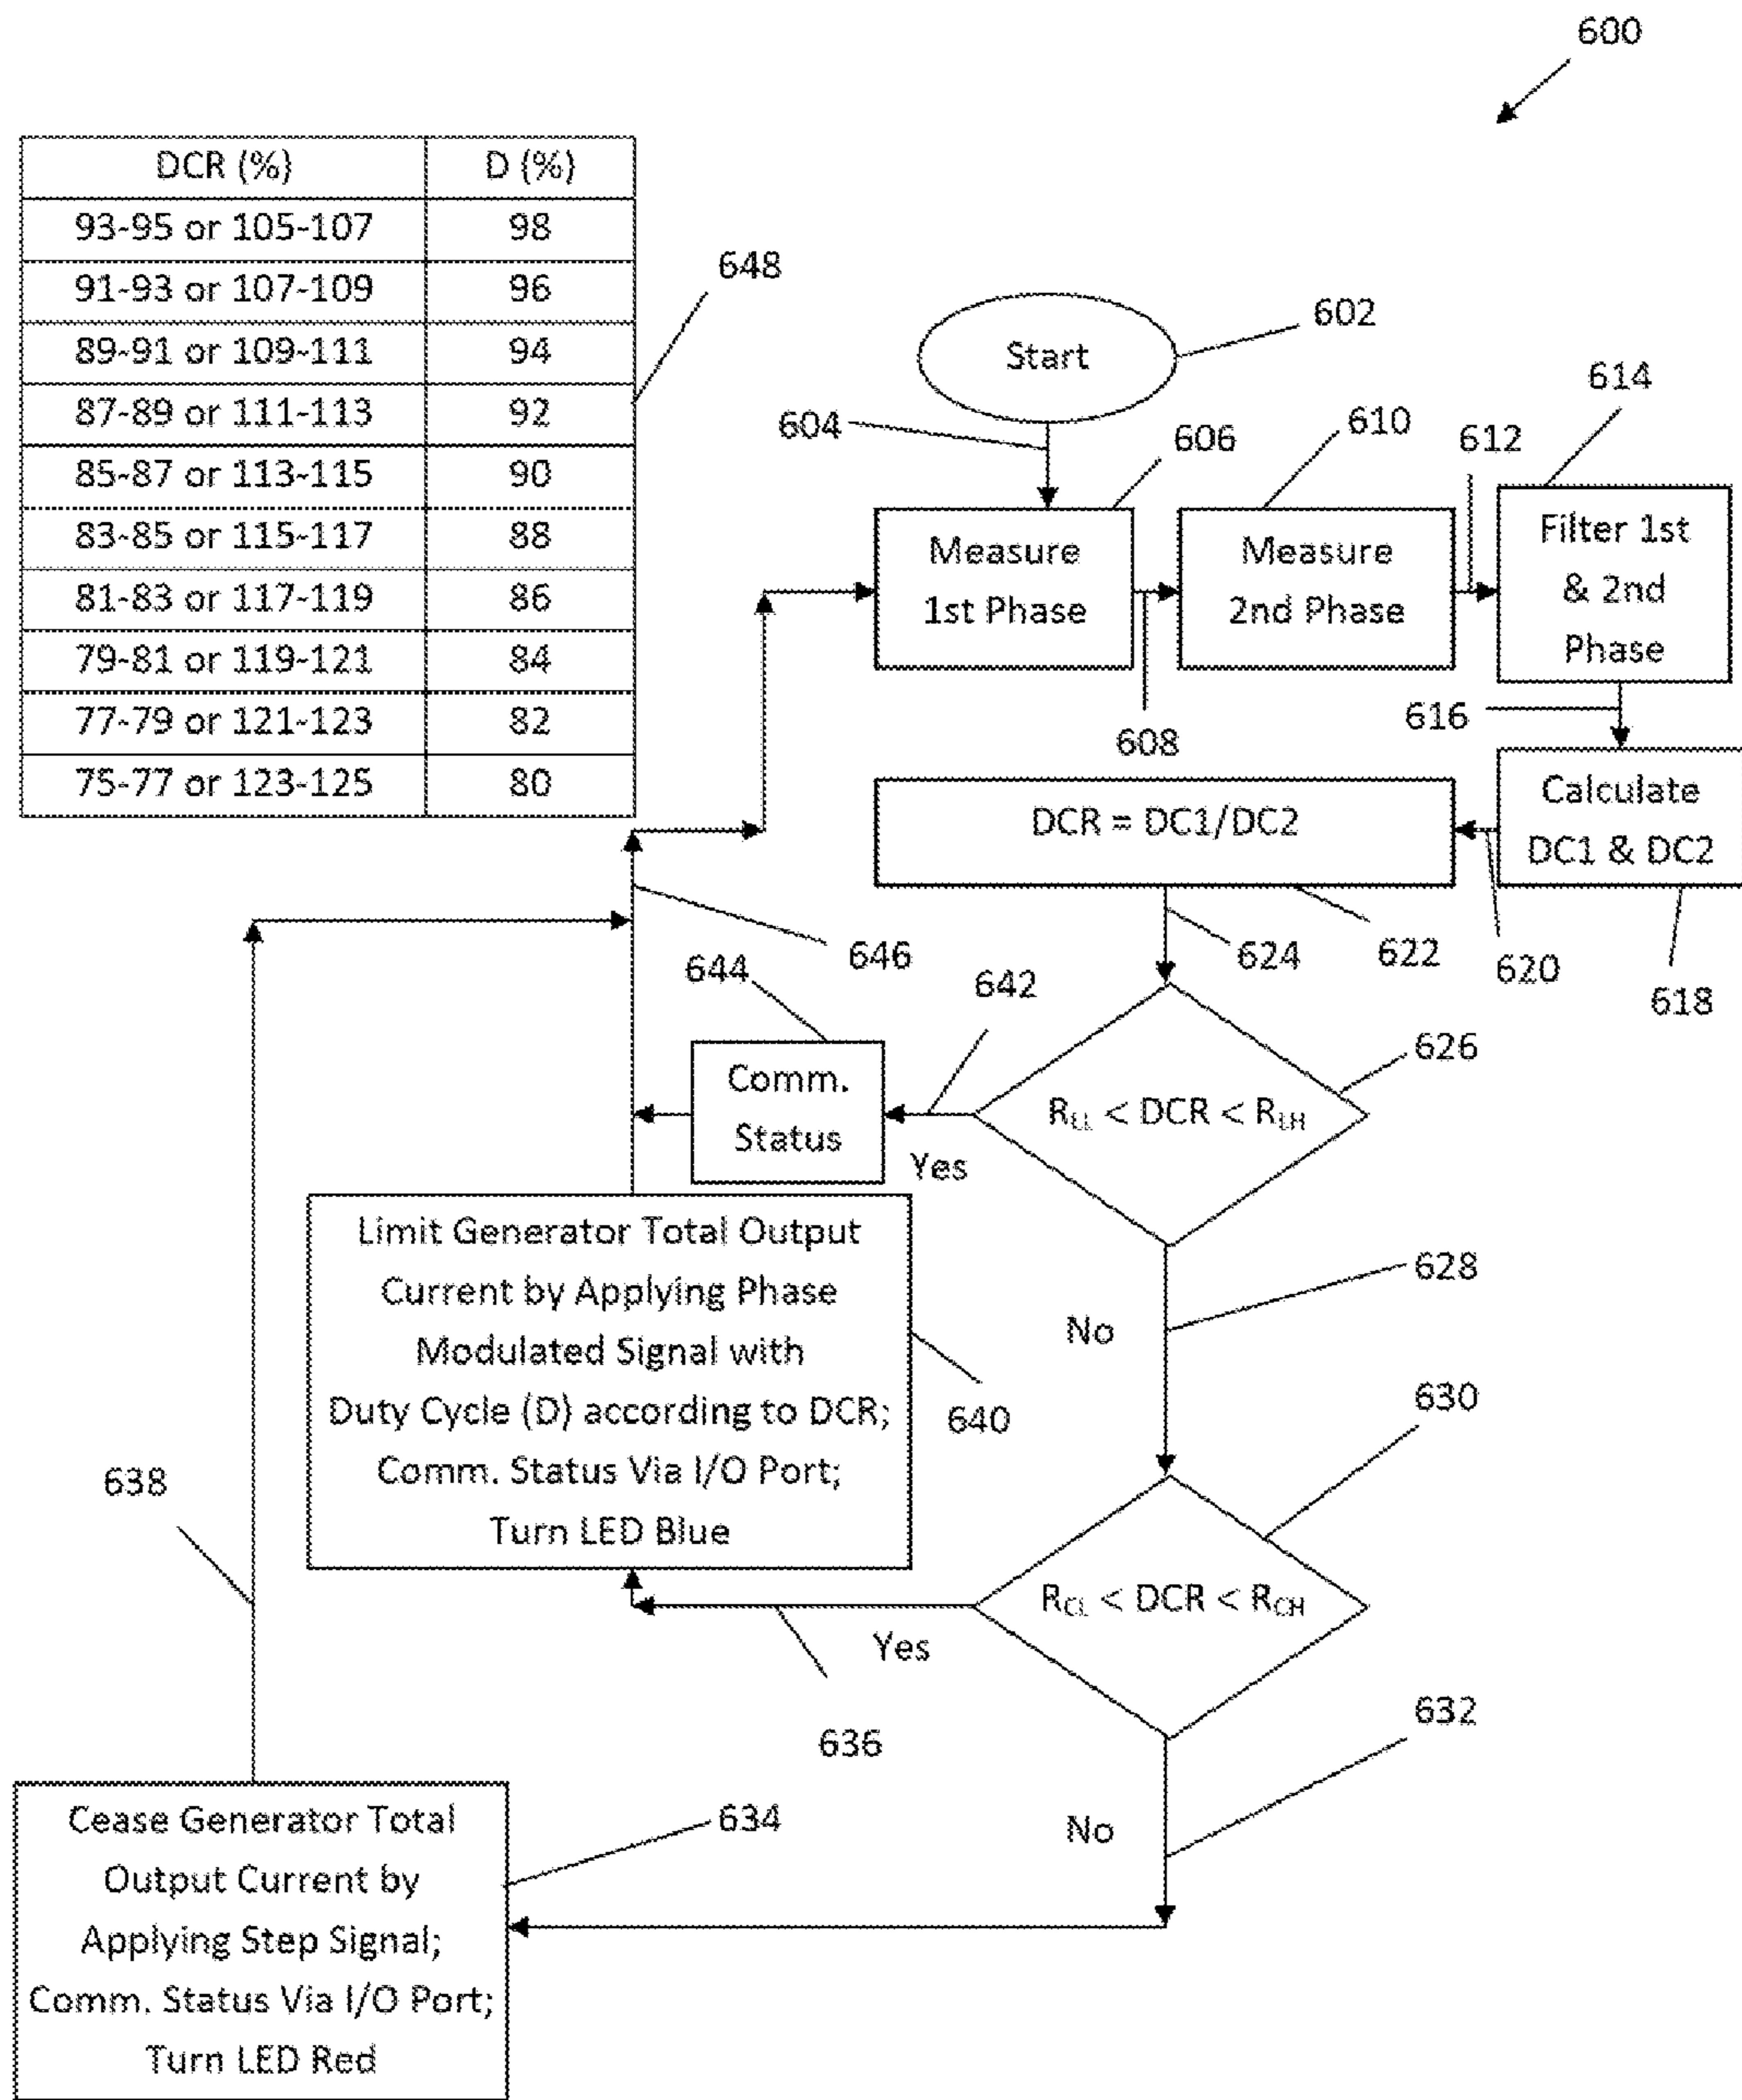 600
DCR (%) D (%)
93-95 or 105-107 98
91-93 or 107-109 96
89-91 or 109-111 94
87-89 or 111-113 92
85-87 or 113-115 90
83-85 or 115-117 88
81-83 or 117-119 86
79-81 or 119-121 84
77-79 or 121-123 82
75-77 or 123-125 80
648
Start
602
604
606
610
612
614
Measure
1st Phase
Measure
2nd Phase
Filter 1st
& 2nd
Phase
608
616
DCR = DC1/DC2
Calculate
DC1 & DC2
646
624
622
620
618
644
642
626
Comm.
Status
Yes
R_LL < DCR < R_LH
628
No
Limit Generator Total Output
Current by Applying Phase
Modulated Signal with
Duty Cycle (D) according to DCR;
Comm. Status Via I/O Port;
Turn LED Blue
640
630
638
R_CL < DCR < R_CH
Yes
636
632
No
Cease Generator Total
Output Current by
Applying Step Signal;
Comm. Status Via I/O Port;
Turn LED Red
634